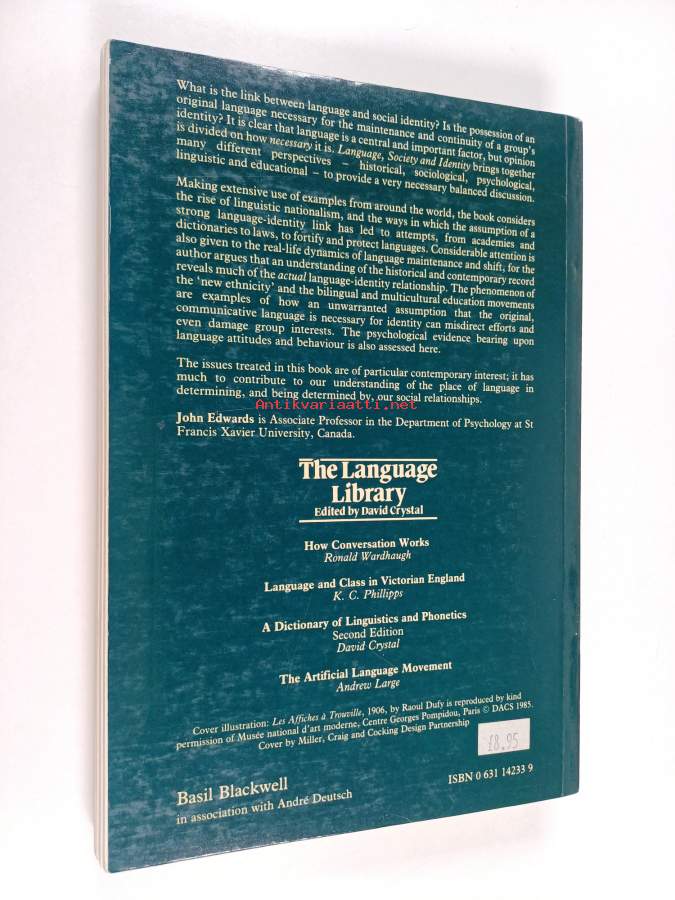 What is the link between language and social identity? Is the possession of an
original language necessary for the maintenance and continuity of a group's
identity? It is clear that language is a central and important factor, but opinion
is divided on how necessary it is. Language, Society and Identity brings together
many different perspectives – historical, sociological, psychological,
linguistic and educational – to provide a very necessary balanced discussion.
Making extensive use of examples from around the world, the book considers
the rise of linguistic nationalism, and the ways in which the assumption of a
strong language-identity link has led to attempts, from academies and
dictionaries to laws, to fortify and protect languages. Considerable attention is
also given to the real-life dynamics of language maintenance and shift, for the
author argues that an understanding of the historical and contemporary record
reveals much of the actual language-identity relationship. The phenomenon of
the 'new ethnicity' and the bilingual and multicultural education movements
are examples of how an unwarranted assumption that the original,
communicative language is necessary for identity can misdirect efforts and
even damage group interests. The psychological evidence bearing upon
language attitudes and behaviour is also assessed here.
The issues treated in this book are of particular contemporary interest; it has
much to contribute to our understanding of the place of language in
determining, and being determined by, our social relationships.
Antikvariaatti.net
John Edwards is Associate Professor in the Department of Psychology at St
Francis Xavier University, Canada.
The Language
Library
Edited by David Crystal
How Conversation Works
Ronald Wardhaugh
Language and Class in Victorian England
K. C. Phillipps
A Dictionary of Linguistics and Phonetics
Second Edition
David Crystal
The Artificial Language Movement
Andrew Large
Cover illustration: Les Affiches à Trouville, 1906, by Raoul Dufy is reproduced by kind
permission of Musée national d'art moderne, Centre Georges Pompidou, Paris © DACS 1985.
Cover by Miller, Craig and Cocking Design Partnership
£8.95
Basil Blackwell
in association with André Deutsch
ISBN 0 631 14233 9